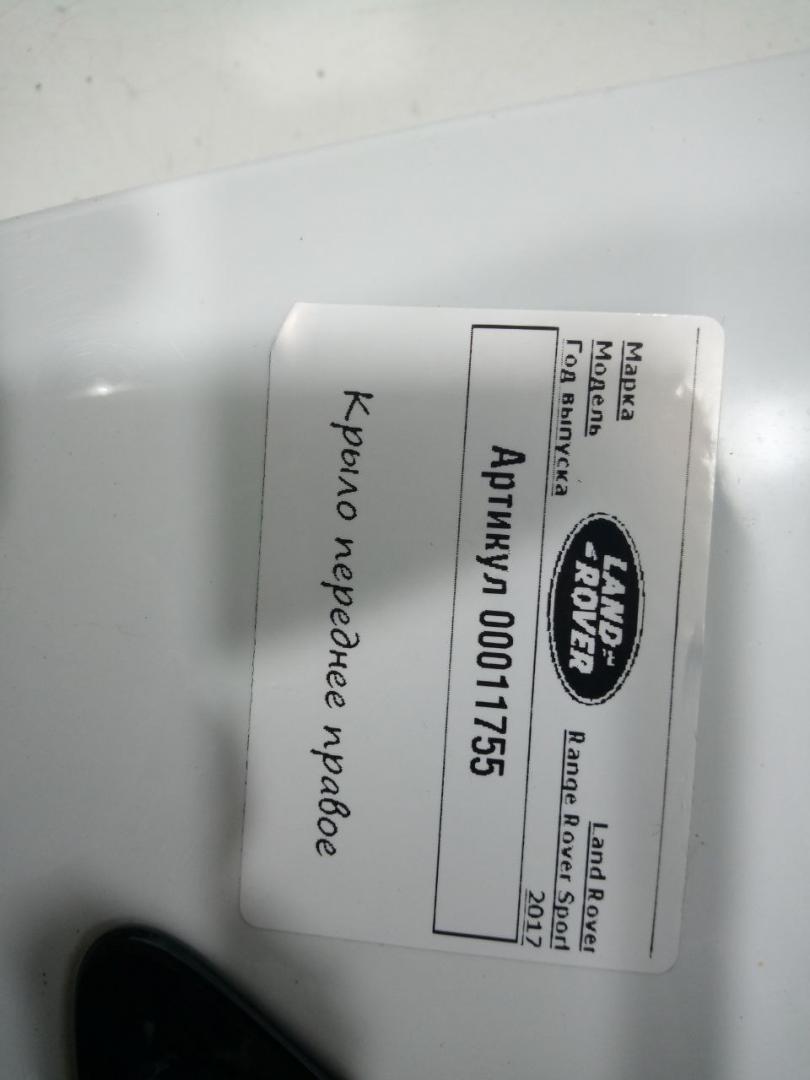 Марка
Land Rover
Модель
Range Rover Sport
Год выпуска
2017
LAND
ROVER
Артикул 00011755
Крыло переднее правое